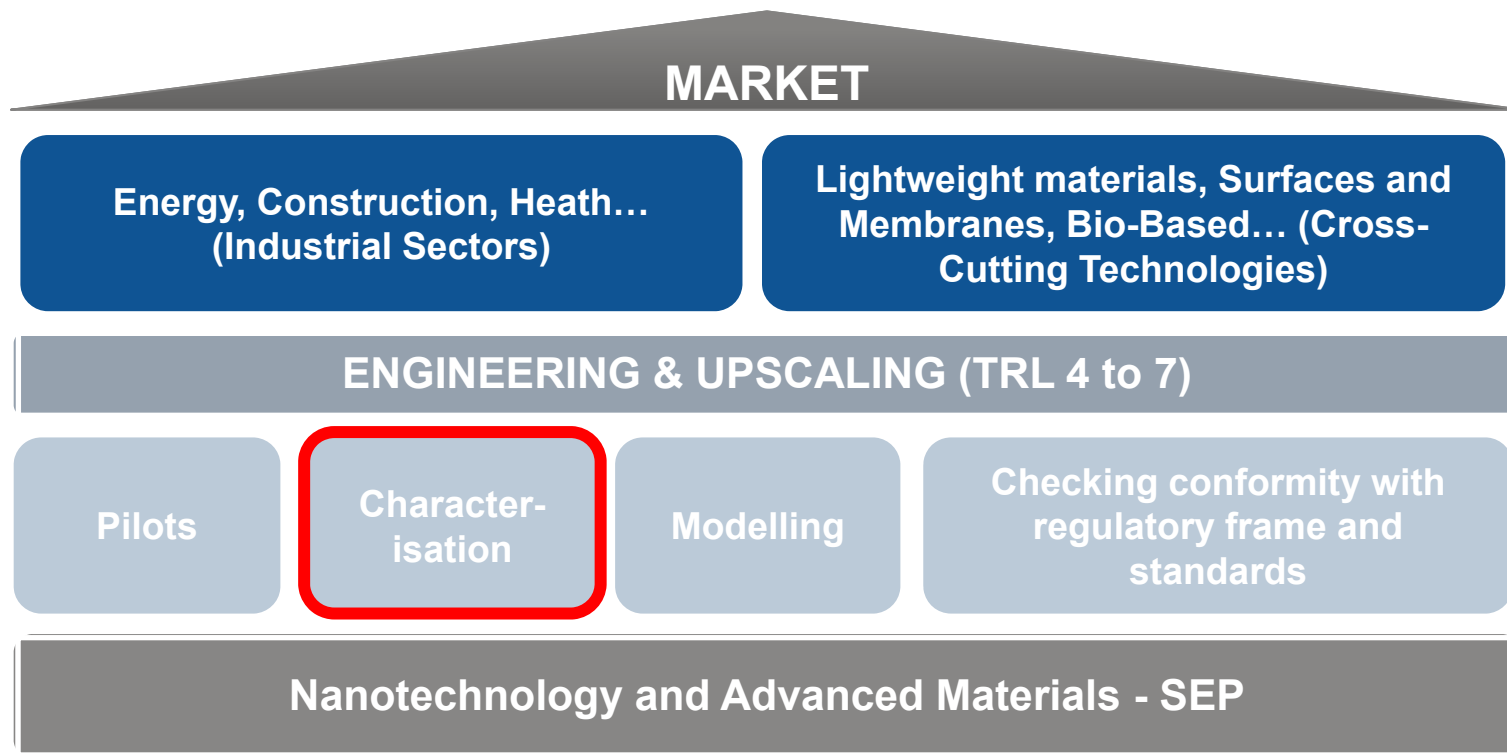 MARKET
Energy, Construction, Heath…
(Industrial Sectors)
Lightweight materials, Surfaces and
Membranes, Bio-Based… (Cross-
Cutting Technologies)
ENGINEERING & UPSCALING (TRL 4 to 7)
Pilots
Character-
isation
Modelling
Checking conformity with
regulatory frame and
standards
Nanotechnology and Advanced Materials - SEP